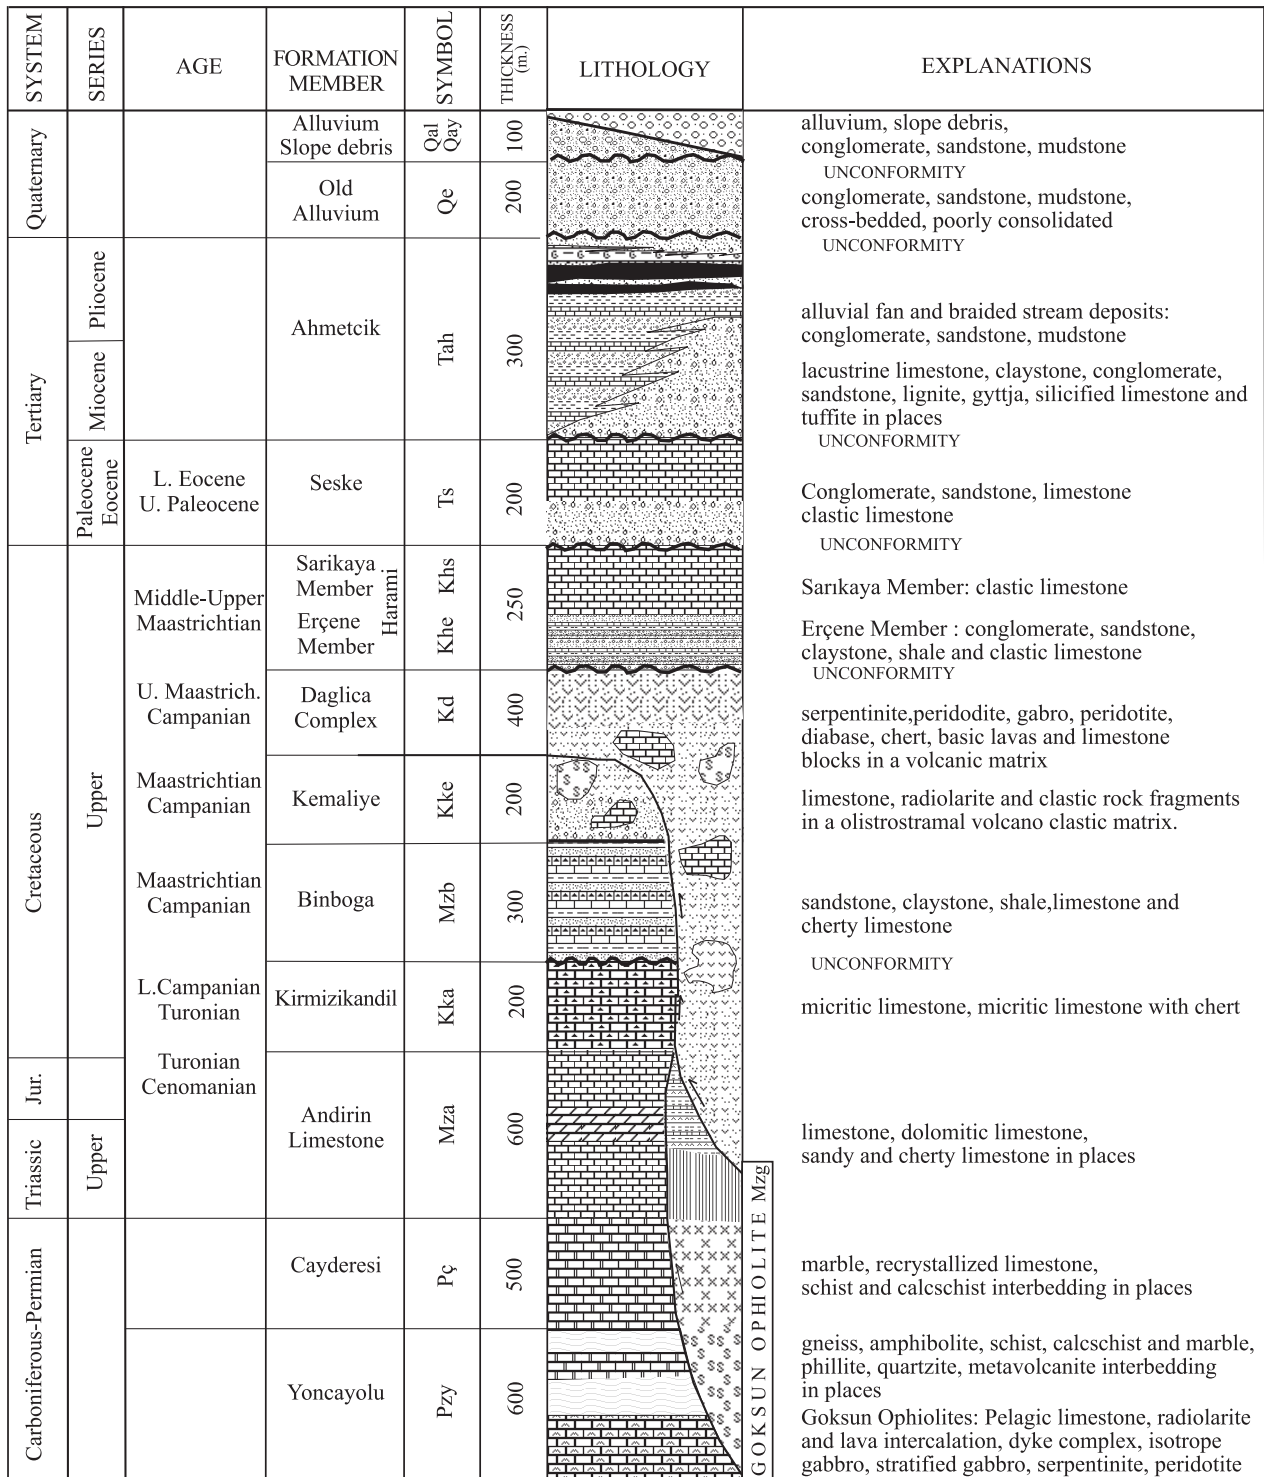 SYSTEM
SERIES
AGE
FORMATION
MEMBER
SYMBOL
THICKNESS
(m.)
LITHOLOGY
EXPLANATIONS
Quaternary
Alluvium
Slope debris
Qal
Qay
100
alluvium, slope debris,
conglomerate, sandstone, mudstone
UNCONFORMITY
Old
Alluvium
Qe
200
conglomerate, sandstone, mudstone,
cross-bedded, poorly consolidated
UNCONFORMITY
Tertiary
Pliocene
Miocene
Ahmetcik
Tah
300
alluvial fan and braided stream deposits:
conglomerate, sandstone, mudstone
lacustrine limestone, claystone, conglomerate,
sandstone, lignite, gyttja, silicified limestone and
tuffite in places
UNCONFORMITY
Paleocene
Eocene
L. Eocene
U. Paleocene
Seske
Ts
200
Conglomerate, sandstone, limestone
clastic limestone
UNCONFORMITY
Cretaceous
Upper
Middle-Upper
Maastrichtian
Sarikaya
Member
Erçene
Member
Harami
Khs
Khe
250
Sarıkaya Member: clastic limestone
Erçene Member : conglomerate, sandstone,
claystone, shale and clastic limestone
UNCONFORMITY
U. Maastrich.
Campanian
Daglica
Complex
Kd
400
serpentinite,peridodite, gabro, peridotite,
diabase, chert, basic lavas and limestone
blocks in a volcanic matrix
Maastrichtian
Campanian
Kemaliye
Kke
200
limestone, radiolarite and clastic rock fragments
in a olistrostramal volcano clastic matrix.
Maastrichtian
Campanian
Binboga
Mzb
300
sandstone, claystone, shale,limestone and
cherty limestone
UNCONFORMITY
L.Campanian
Turonian
Kirmizikandil
Kka
200
micritic limestone, micritic limestone with chert
Jur.
Triassic
Upper
Turonian
Cenomanian
Andirin
Limestone
Mza
600
limestone, dolomitic limestone,
sandy and cherty limestone in places
Carboniferous-Permian
Cayderesi
Pç
500
marble, recrystallized limestone,
schist and calcschist interbedding in places
Yoncayolu
Pzy
600
GOKSUN OPHIOLITE Mzg
gneiss, amphibolite, schist, calcschist and marble,
phillite, quartzite, metavolcanite interbedding
in places
Goksun Ophiolites: Pelagic limestone, radiolarite
and lava intercalation, dyke complex, isotrope
gabbro, stratified gabbro, serpentinite, peridotite